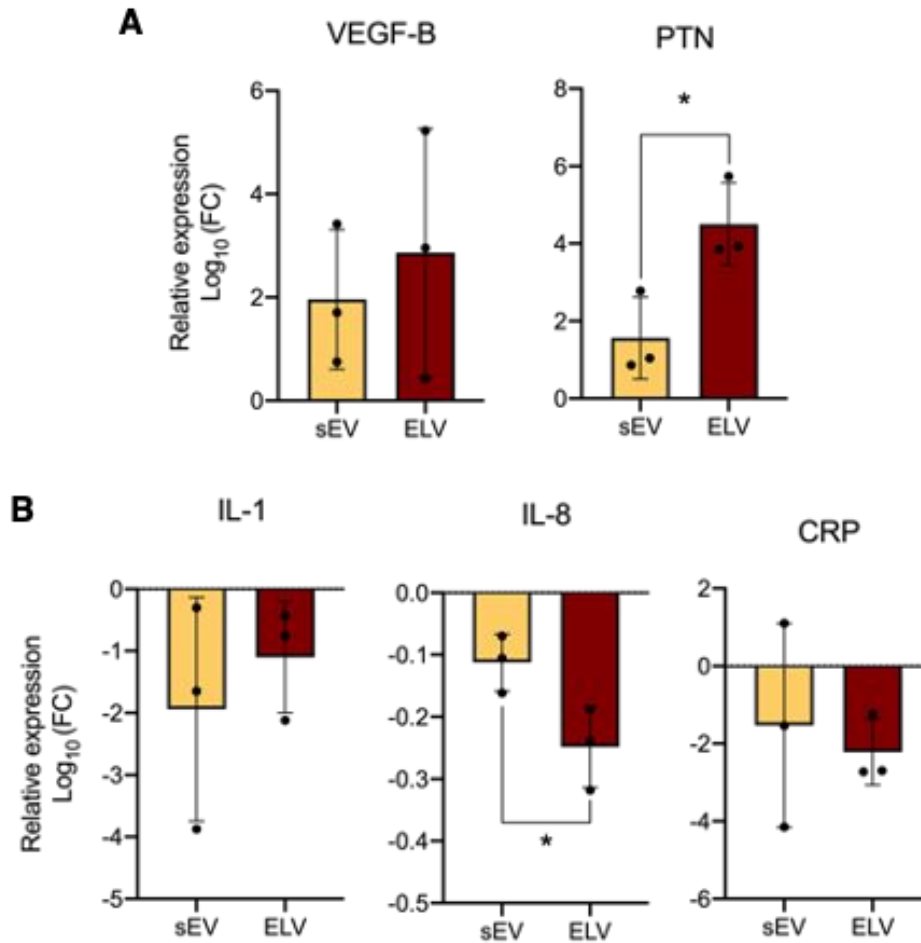 A
VEGF-B
PTN
Relative expression
Log10 (FC)
6
4
2
0
sEV
ELV
8
6
4
2
0
*
sEV
ELV
B
IL-1
IL-8
CRP
Relative expression
Log10 (FC)
0
-1
-2
-3
-4
-5
sEV
ELV
0.0
-0.1
-0.2
-0.3
-0.4
-0.5
*
sEV
ELV
2
0
-2
-4
-6
sEV
ELV